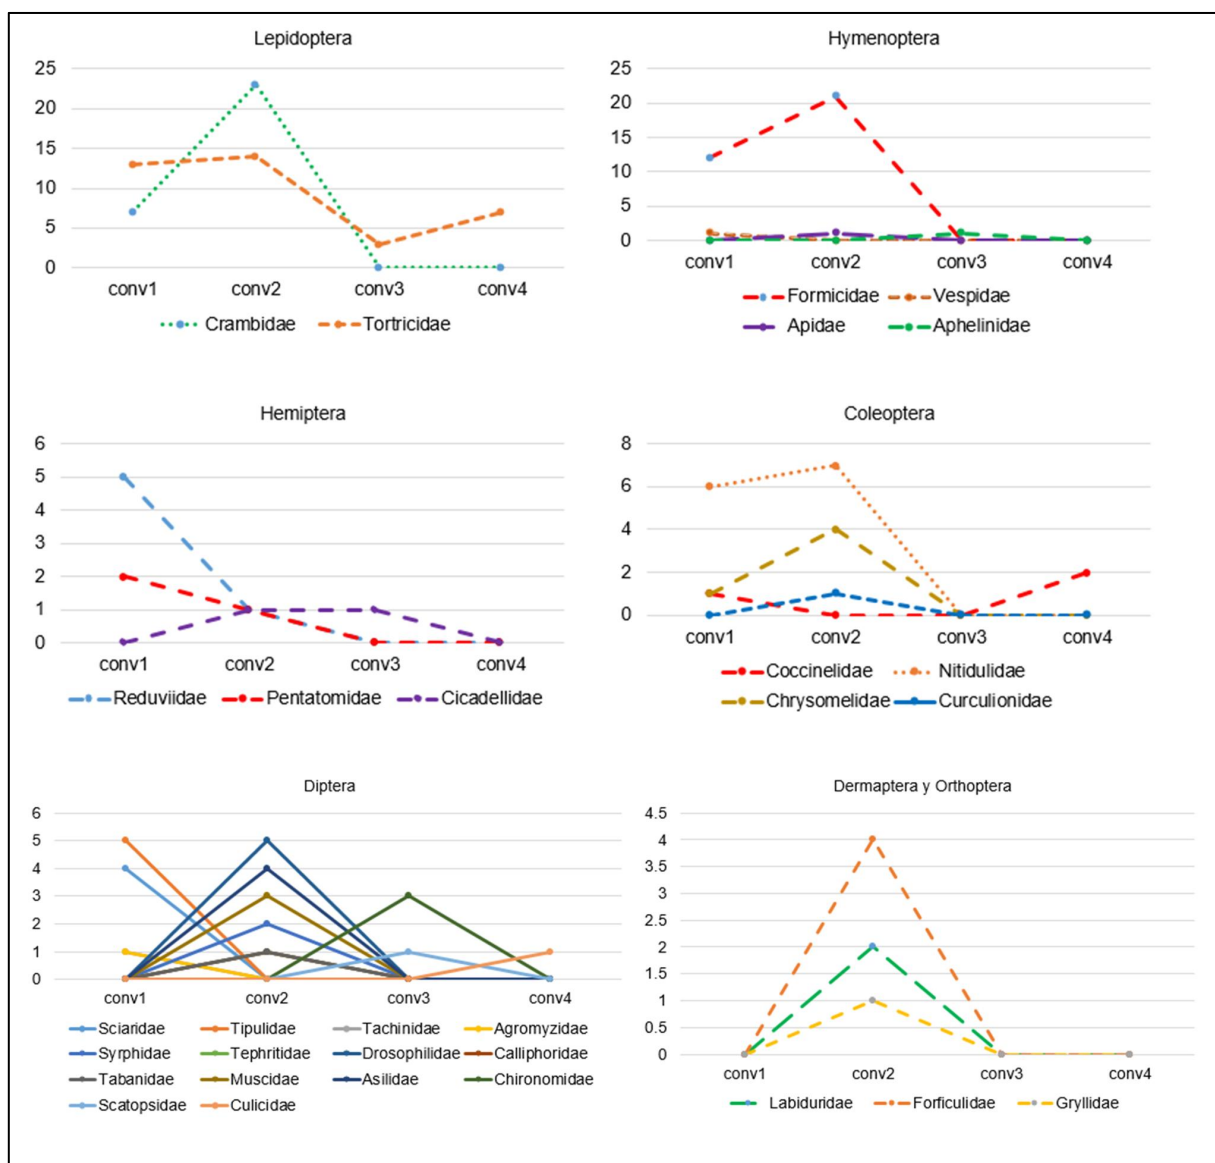 Lepidoptera
25
20
15
10
5
0
conv1 conv2 conv3 conv4
Crambidae Tortricidae
Hymenoptera
25
20
15
10
5
0
conv1 conv2 conv3 conv4
Formicidae Vespidae
Apidae Aphelinidae
Hemiptera
6
5
4
3
2
1
0
conv1 conv2 conv3 conv4
Reduviidae Pentatomidae Cicadellidae
Coleoptera
8
6
4
2
0
conv1 conv2 conv3 conv4
Coccinelidae Nitidulidae
Chrysomelidae Curculionidae
Diptera
6
5
4
3
2
1
0
conv1 conv2 conv3 conv4
Sciaridae Tipulidae Tachinidae Agromyzidae
Syrphidae Tephritidae Drosophilidae Calliphoridae
Tabanidae Muscidae Asilidae Chironomidae
Scatopsidae Culicidae
Dermaptera y Orthoptera
4.5
4
3.5
3
2.5
2
1.5
1
0.5
0
conv1 conv2 conv3 conv4
Labiduridae Forficulidae Gryllidae